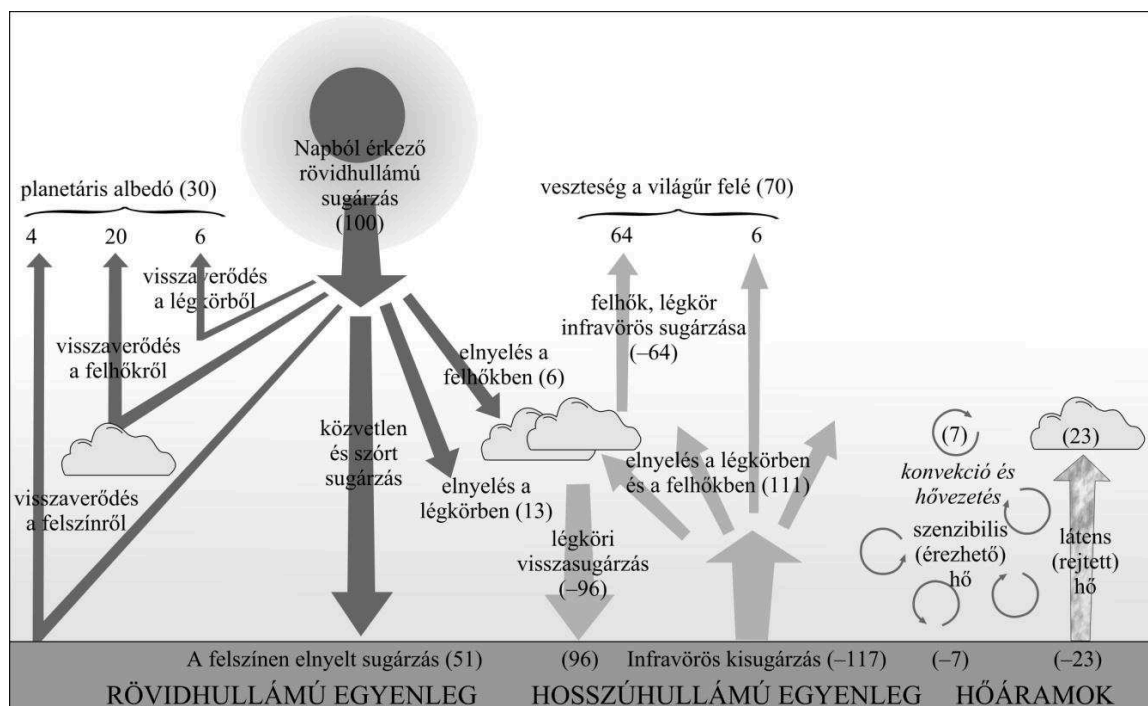 Napból érkező
rövidhullámú
sugárzás
(100)
planetáris albedó (30)
4
20
6
visszaverődés
a légkörből
visszaverődés
a felhőkről
visszaverődés
a felszínről
közvetlen
és szórt
sugárzás
elnyelés a
felhőkben (6)
elnyelés a
légkörben (13)
veszteség a világűr felé (70)
64
6
felhők, légkör
infravörös sugárzása
(–64)
elnyelés a légkörben
és a felhőkben (111)
légköri
visszasugárzás
(–96)
(7)
konvekció és
hővezetés
szenzibilis
(érezhető)
hő
(23)
látens
(rejtett)
hő
A felszínen elnyelt sugárzás (51)
(96)
Infravörös kisugárzás (–117)
(–7)
(–23)
RÖVIDHULLÁMÚ EGYENLEG
HOSSZÚHULLÁMÚ EGYENLEG
HŐÁRAMOK